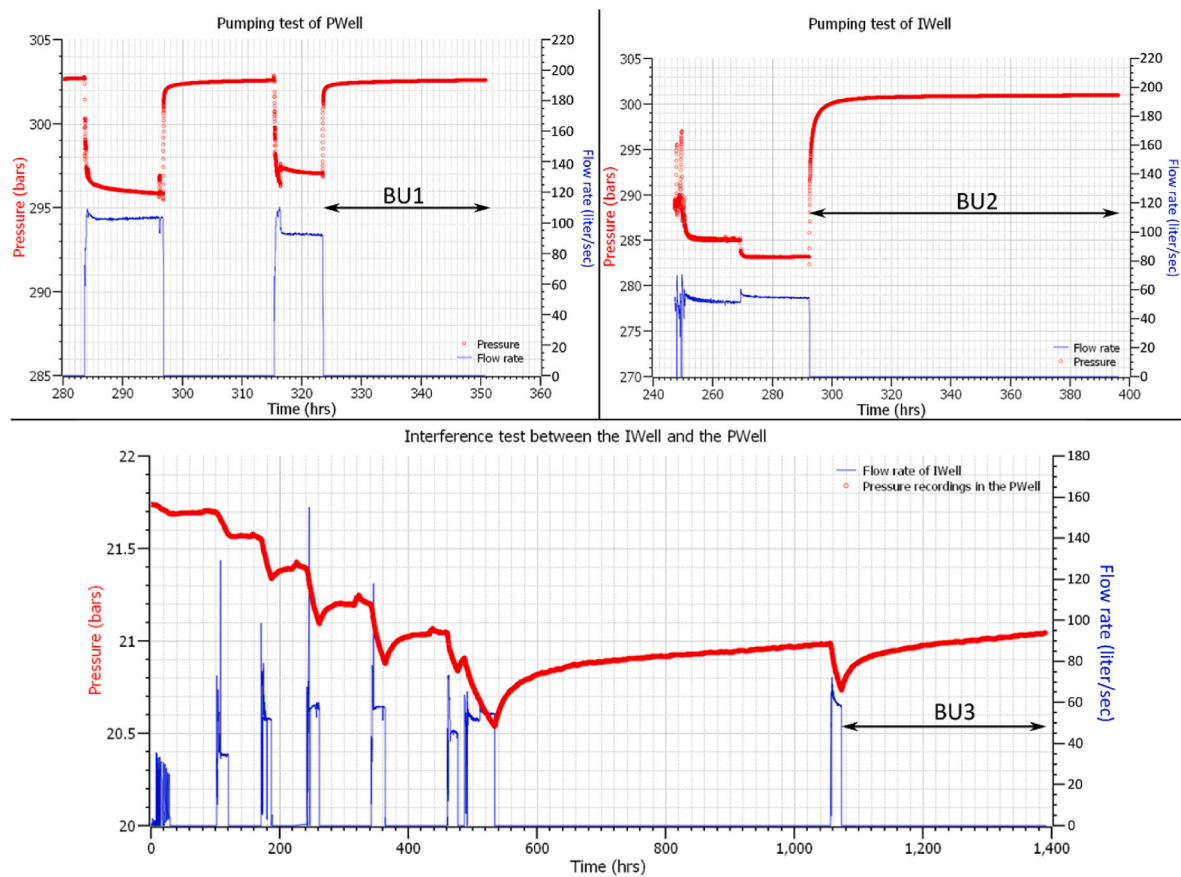 Pumping test of PWell
305
300
295
290
285
220
200
180
160
140
120
100
80
60
40
20
0
Pressure (bars)
Flow rate (liter/sec)
BU1
Pressure
Flow rate
280 290 300 310 320 330 340 350 360
Time (hrs)
Pumping test of IWell
305
300
295
290
285
280
275
270
220
200
180
160
140
120
100
80
60
40
20
0
Pressure (bars)
Flow rate (liter/sec)
BU2
Flow rate
Pressure
240 260 280 300 320 340 360 380 400
Time (hrs)
Interference test between the IWell and the PWell
22
21.5
21
20.5
20
180
160
140
120
100
80
60
40
20
0
Pressure (bars)
Flow rate (liter/sec)
Flow rate of IWell
Pressure recordings in the PWell
BU3
0 200 400 600 800 1,000 1,200 1,400
Time (hrs)